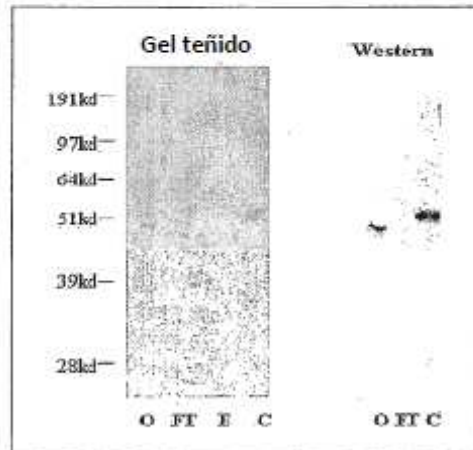 Gel teñido
Western
191kd
97kd
64kd
51kd
39kd
28kd
O FT E C
O FT C